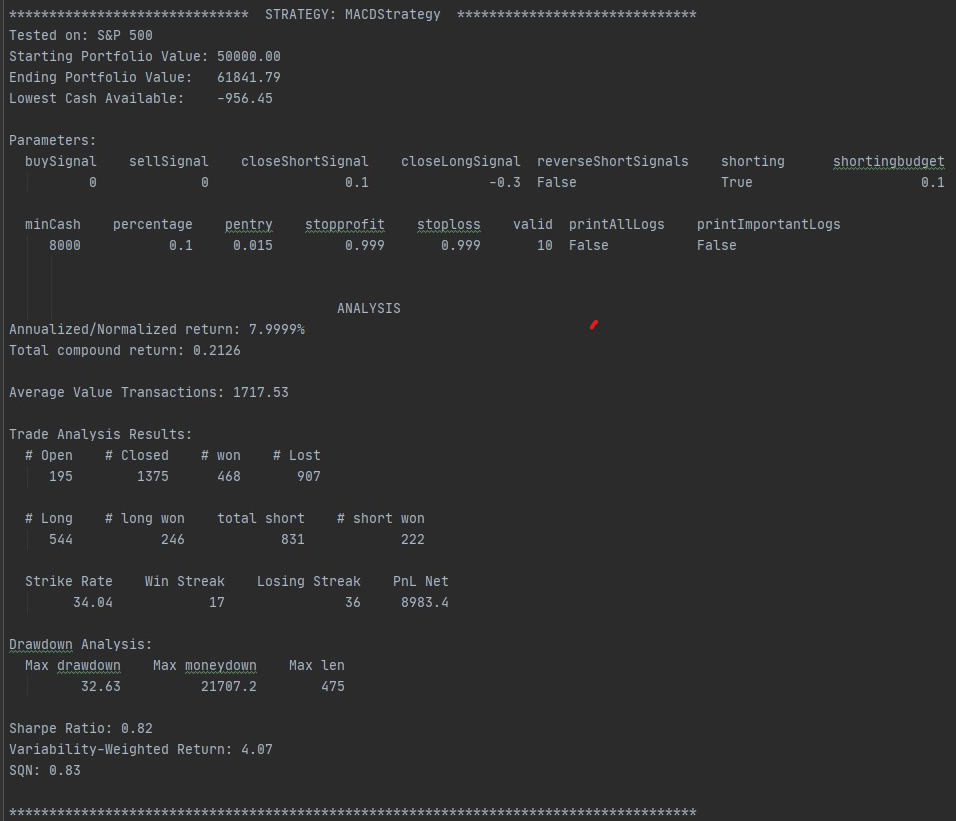 ****************************** STRATEGY: MACDStrategy ******************************
Tested on: S&P 500
Starting Portfolio Value: 50000.00
Ending Portfolio Value: 61841.79
Lowest Cash Available: -956.45
Parameters:
buySignal sellSignal closeShortSignal closeLongSignal reverseShortSignals shorting shortingbudget
0 0 0.1 -0.3 False True 0.1
minCash percentage pentry stopprofit stoploss valid printAllLogs printImportantLogs
8000 0.1 0.015 0.999 0.999 10 False False
ANALYSIS
Annualized/Normalized return: 7.9999%
Total compound return: 0.2126
Average Value Transactions: 1717.53
Trade Analysis Results:
# Open # Closed # won # Lost
195 1375 468 907
# Long # long won total short # short won
544 246 831 222
Strike Rate Win Streak Losing Streak PnL Net
34.04 17 36 8983.4
Drawdown Analysis:
Max drawdown Max moneydown Max len
32.63 21707.2 475
Sharpe Ratio: 0.82
Variability-Weighted Return: 4.07
SQN: 0.83
**************************************************************************************